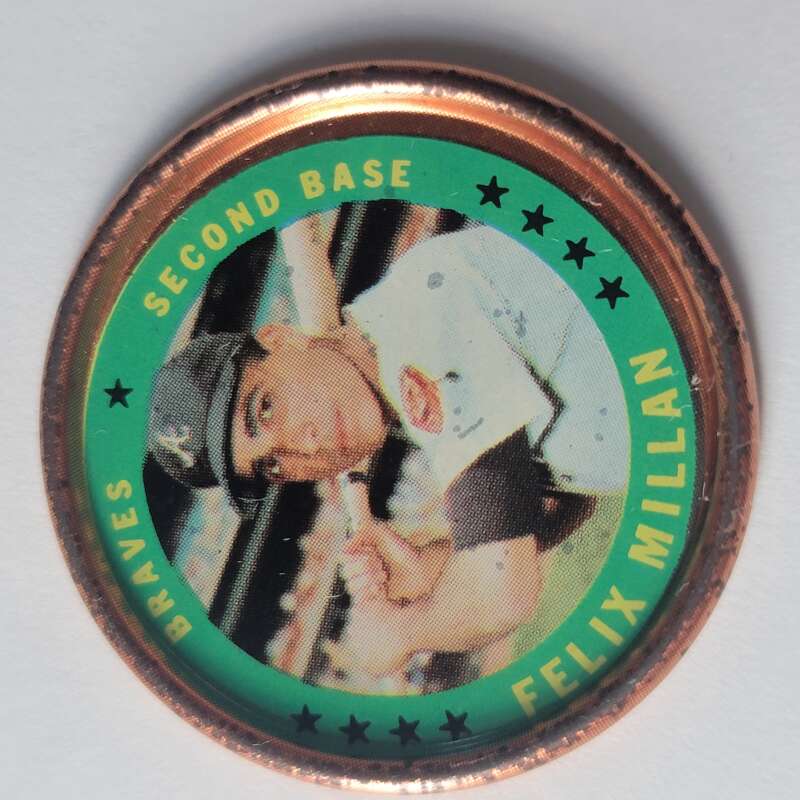 BRAVES
SECOND BASE
FELIX MILLAN
A